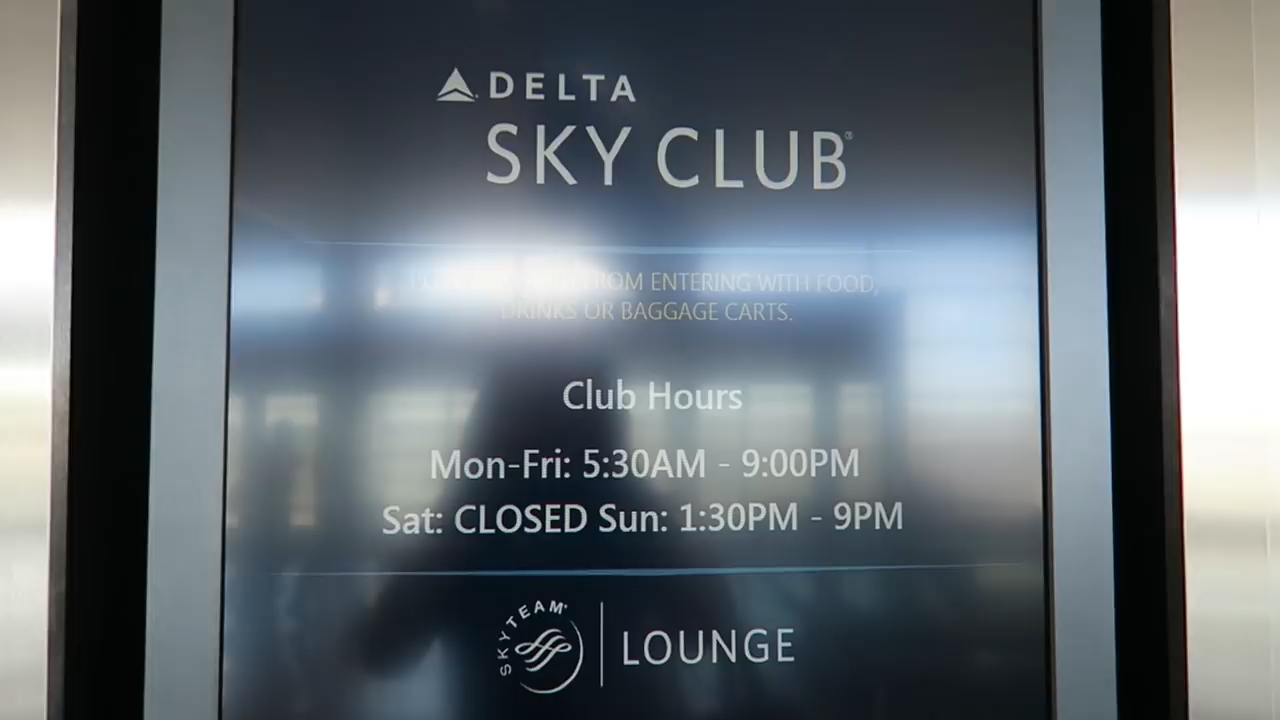 DELTA
SKY CLUB®
FROM ENTERING WITH FOOD,
DRINKS OR BAGGAGE CARTS.
Club Hours
Mon-Fri: 5:30AM - 9:00PM
Sat: CLOSED Sun: 1:30PM - 9PM
SKYTEAM
LOUNGE